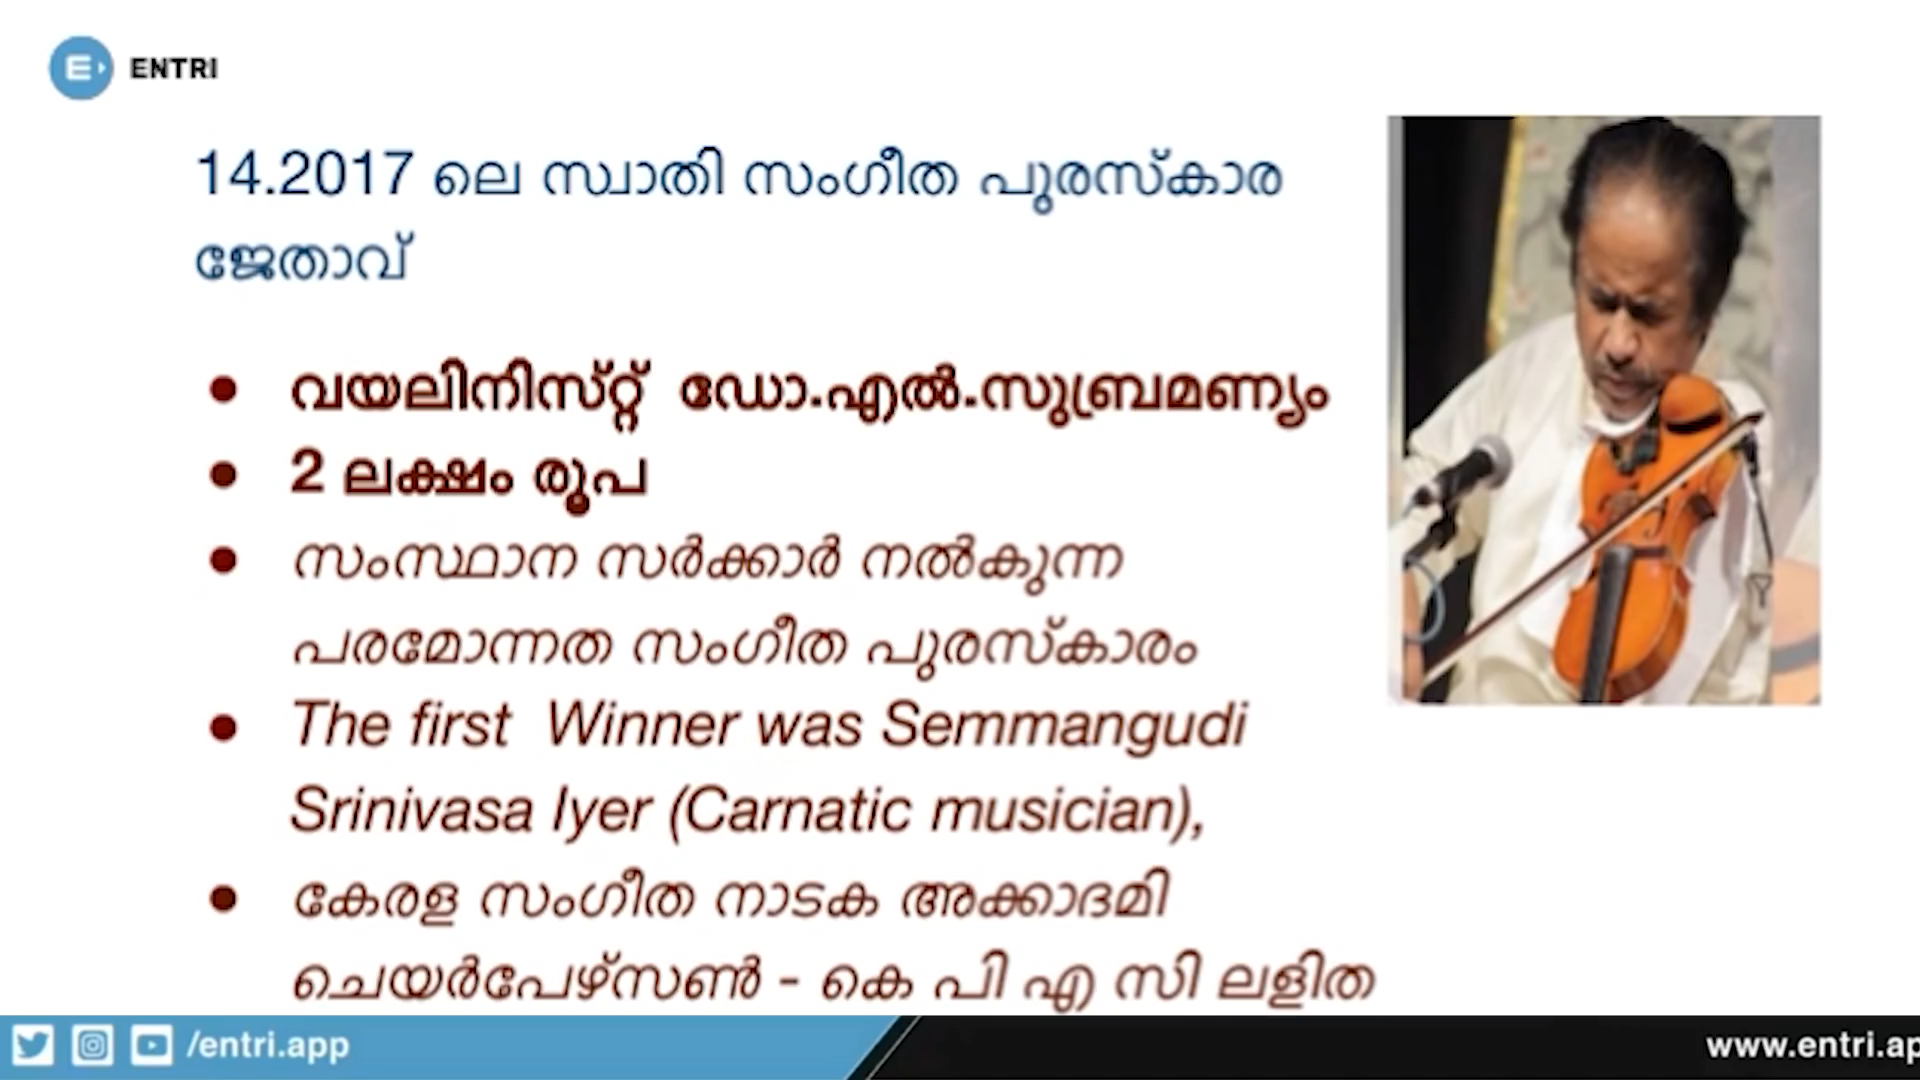 ENTRI
14.2017 ലെ സ്വാതി സംഗീത പുരസ്കാര
ജേതാവ്
വയലിനിസ്റ്റ് ഡോ.എൽ.സുബ്രമണ്യം
2 ലക്ഷം രൂപ
സംസ്ഥാന സർക്കാർ നൽകുന്ന
പരമോന്നത സംഗീത പുരസ്കാരം
The first Winner was Semmangudi
Srinivasa Iyer (Carnatic musician),
കേരള സംഗീത നാടക അക്കാദമി
ചെയർപേഴ്സൺ - കെ പി എ സി ലളിത
/entri.app
www.entri.ap